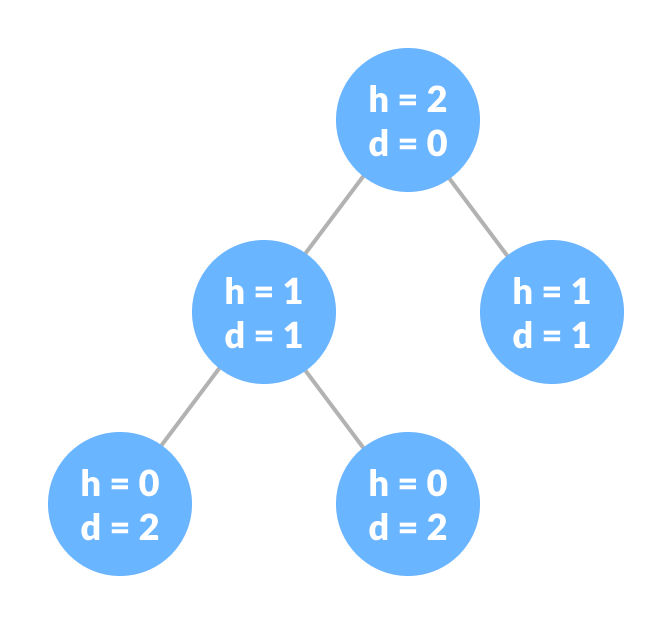 h = 2
d = 0
h = 1
d = 1
h = 1
d = 1
h = 0
d = 2
h = 0
d = 2